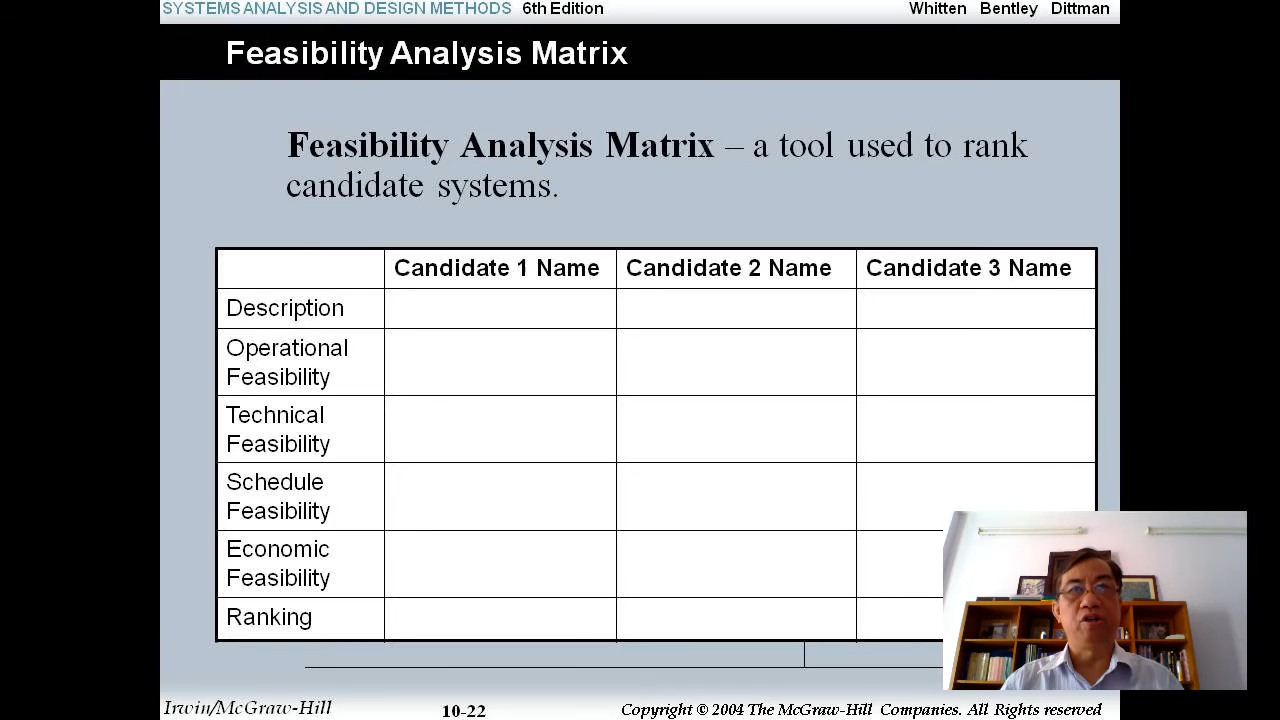 SYSTEMS ANALYSIS AND DESIGN METHODS 6th Edition Whitten Bentley Dittman
Feasibility Analysis Matrix
Feasibility Analysis Matrix – a tool used to rank
candidate systems.
Candidate 1 Name Candidate 2 Name Candidate 3 Name
Description
Operational
Feasibility
Technical
Feasibility
Schedule
Feasibility
Economic
Feasibility
Ranking
Irwin/McGraw-Hill 10-22 Copyright © 2004 The McGraw-Hill Companies. All Rights reserved